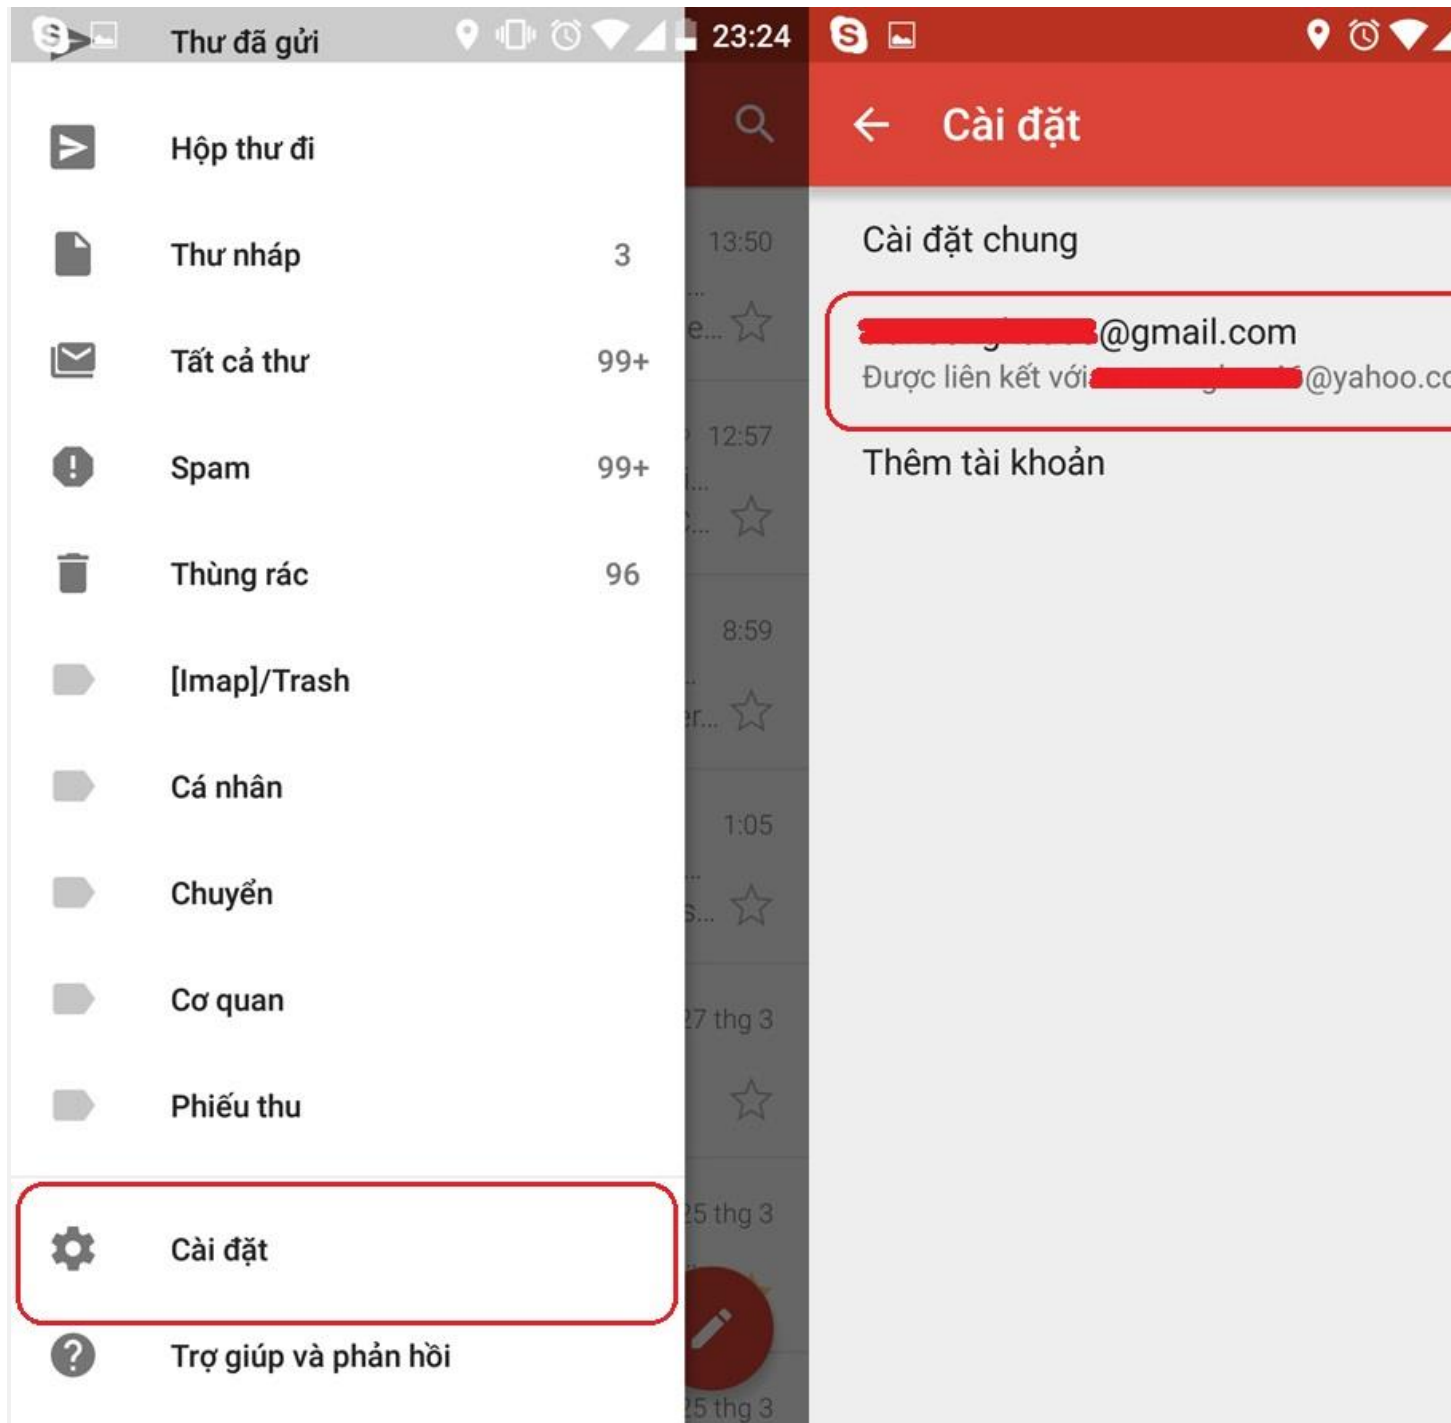 Thư đã gửi
23:24
Hộp thư đi
Thư nháp
3
Tất cả thư
99+
Spam
99+
Thùng rác
96
[Imap]/Trash
Cá nhân
Chuyển
Cơ quan
Phiếu thu
Cài đặt
Trợ giúp và phản hồi
13:50
12:57
8:59
1:05
27 thg 3
25 thg 3
25 thg 3
Cài đặt
Cài đặt chung
@gmail.com
Được liên kết với @yahoo.co
Thêm tài khoản